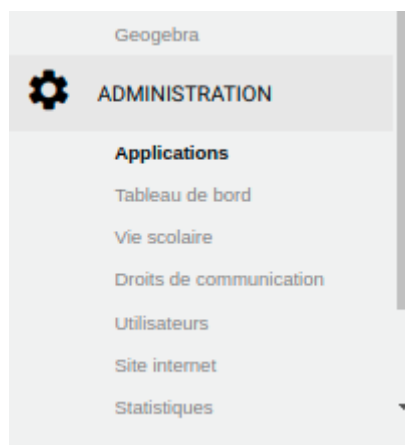 Geogebra
ADMINISTRATION
Applications
Tableau de bord
Vie scolaire
Droits de communication
Utilisateurs
Site internet
Statistiques